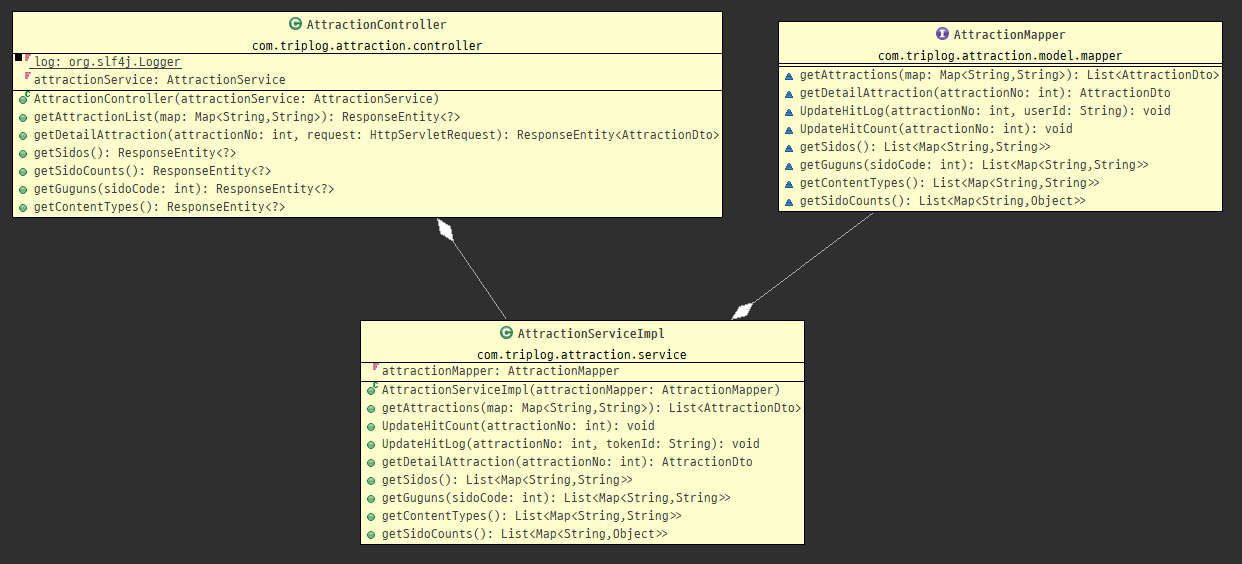 AttractionController
com.triplog.attraction.controller
log: org.slf4j.Logger
attractionService: AttractionService
AttractionController(attractionService: AttractionService)
getAttractionList(map: Map<String,String>): ResponseEntity<?>
getDetailAttraction(attractionNo: int, request: HttpServletRequest): ResponseEntity<AttractionDto>
getSidos(): ResponseEntity<?>
getSidoCounts(): ResponseEntity<?>
getGuguns(sidoCode: int): ResponseEntity<?>
getContentTypes(): ResponseEntity<?>
AttractionMapper
com.triplog.attraction.model.mapper
getAttractions(map: Map<String,String>): List<AttractionDto>
getDetailAttraction(attractionNo: int): AttractionDto
UpdateHitLog(attractionNo: int, userId: String): void
UpdateHitCount(attractionNo: int): void
getSidos(): List<Map<String,String>>
getGuguns(sidoCode: int): List<Map<String,String>>
getContentTypes(): List<Map<String,String>>
getSidoCounts(): List<Map<String,Object>>
AttractionServiceImpl
com.triplog.attraction.service
attractionMapper: AttractionMapper
AttractionServiceImpl(attractionMapper: AttractionMapper)
getAttractions(map: Map<String,String>): List<AttractionDto>
UpdateHitCount(attractionNo: int): void
UpdateHitLog(attractionNo: int, tokenId: String): void
getDetailAttraction(attractionNo: int): AttractionDto
getSidos(): List<Map<String,String>>
getGuguns(sidoCode: int): List<Map<String,String>>
getContentTypes(): List<Map<String,String>>
getSidoCounts(): List<Map<String,Object>>